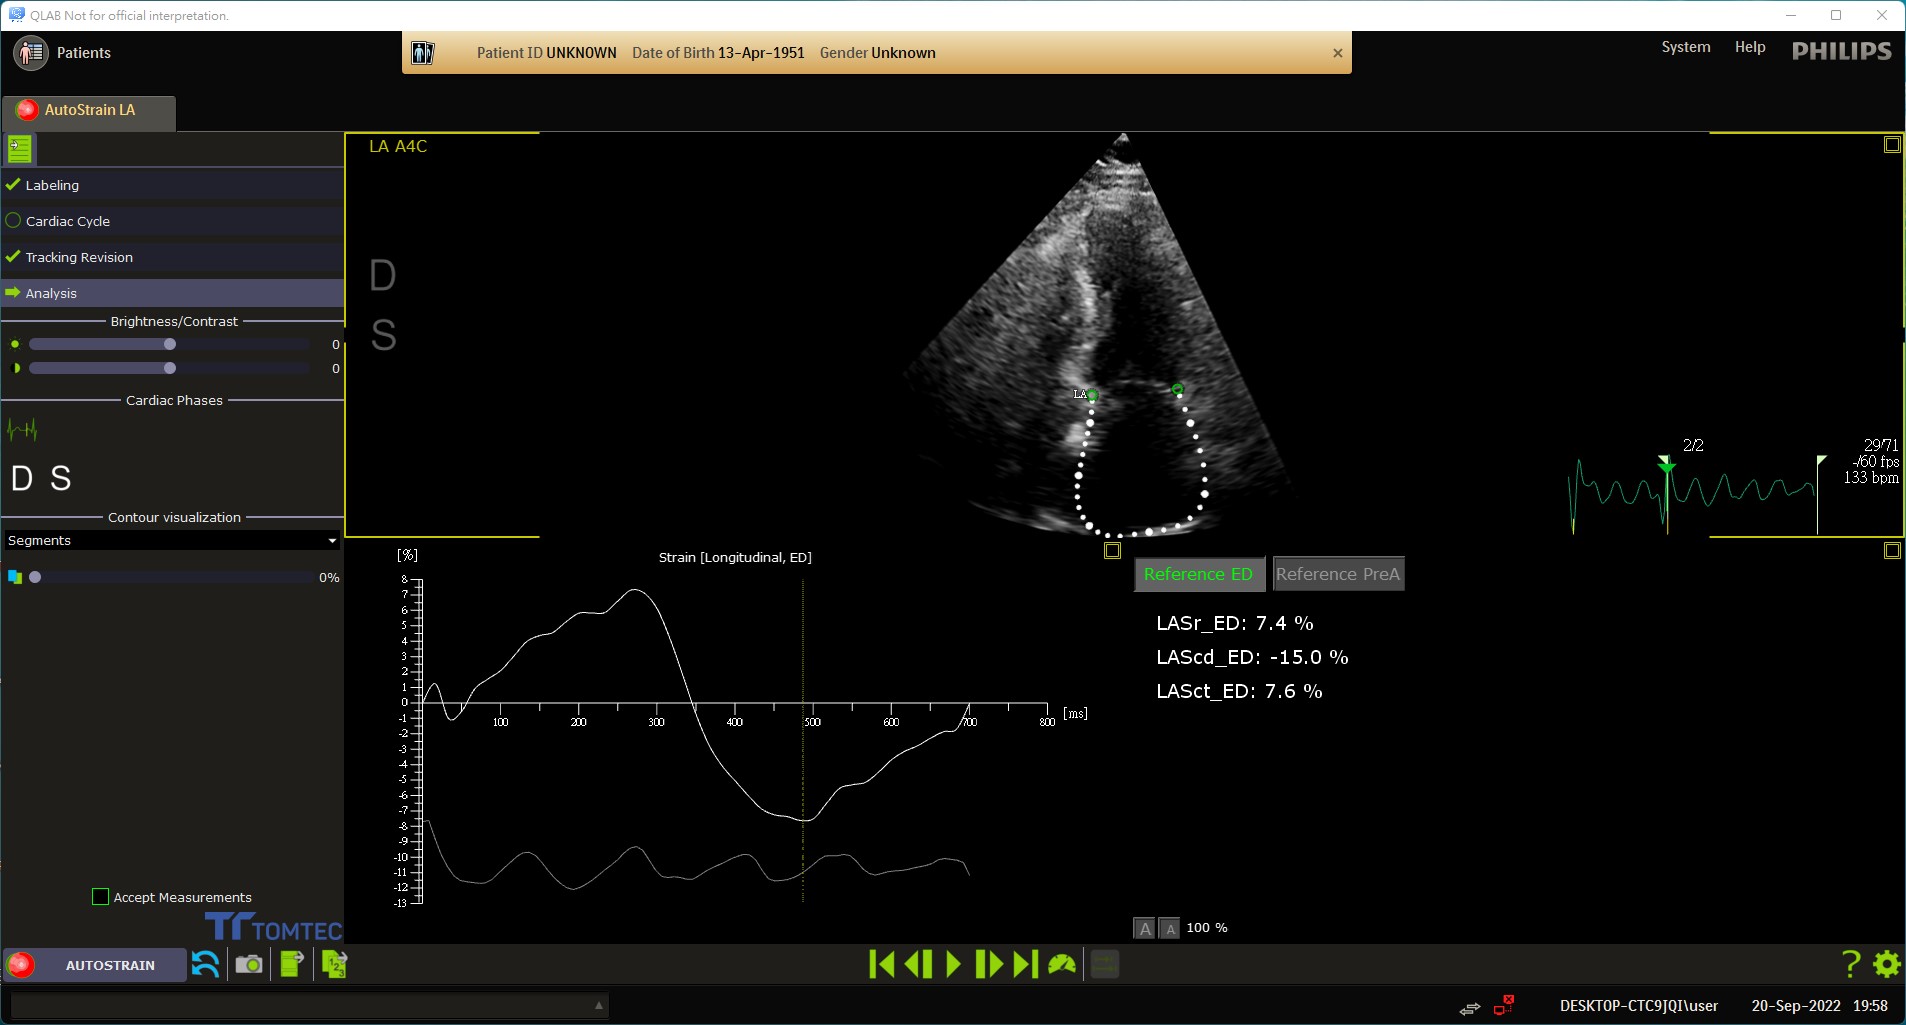 QLAB Not for official interpretation.
Patients
Patient ID UNKNOWN Date of Birth 13-Apr-1951 Gender Unknown
System Help PHILIPS
AutoStrain LA
Labeling
Cardiac Cycle
Tracking Revision
Analysis
Brightness/Contrast
0
0
Cardiac Phases
D S
Contour visualization
Segments
0%
Accept Measurements
TOMTEC
LA A4C
D
S
LA
2/2
29/71
-/60 fps
133 bpm
[%]
Strain [Longitudinal, ED]
8
7
6
5
4
3
2
1
0
-1
-2
-3
-4
-5
-6
-7
-8
-9
-10
-11
-12
-13
100 200 300 400 500 600 700 800 [ms]
Reference ED Reference PreA
LASr_ED: 7.4 %
LAScd_ED: -15.0 %
LASct_ED: 7.6 %
A A 100 %
AUTOSTRAIN
1 2 3
?
DESKTOP-CTC9JQI\user 20-Sep-2022 19:58